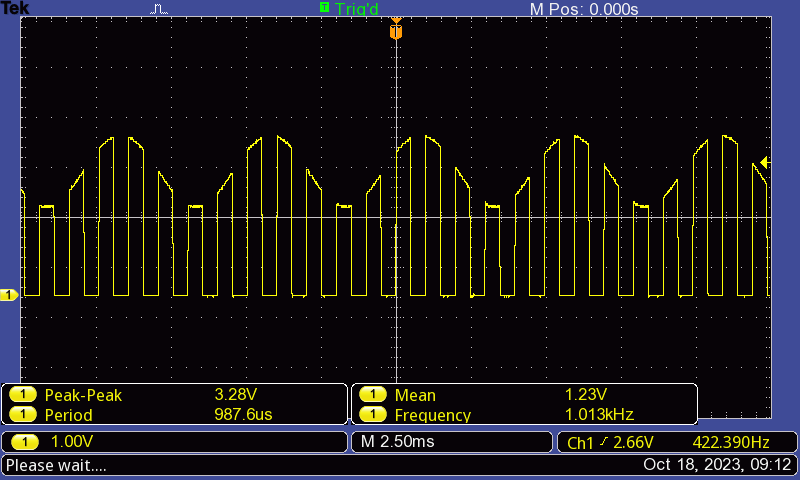 Tek T Trig'd M Pos: 0.000s
T
1
1 Peak-Peak 3.28V 1 Mean 1.23V
1 Period 987.6us 1 Frequency 1.013kHz
1 1.00V M 2.50ms Ch1 / 2.66V 422.390Hz
Please wait.... Oct 18, 2023, 09:12